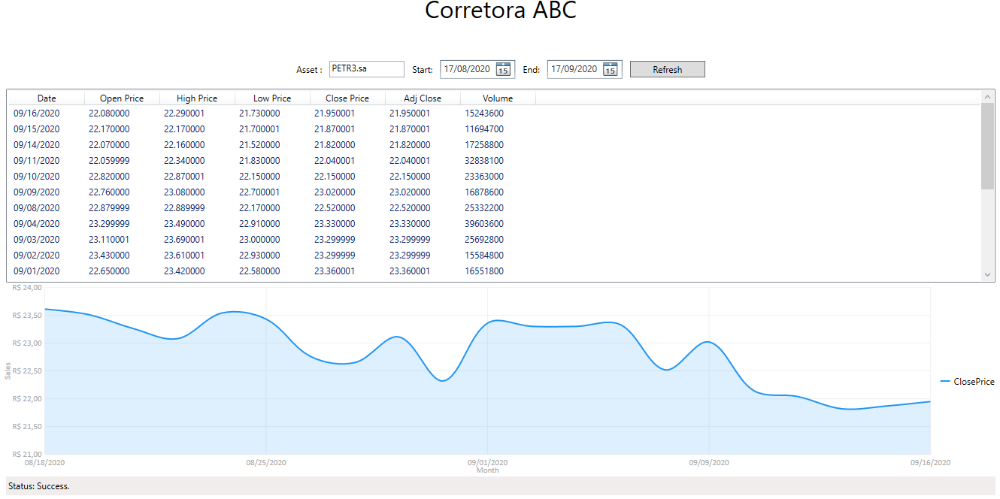 Corretora ABC
Asset : PETR3.sa Start: 17/08/2020 15 End: 17/09/2020 15 Refresh
Date Open Price High Price Low Price Close Price Adj Close Volume
09/16/2020 22.080000 22.290001 21.730000 21.950001 21.950001 15243600
09/15/2020 22.170000 22.170000 21.700001 21.870001 21.870001 11694700
09/14/2020 22.070000 22.160000 21.520000 21.820000 21.820000 17258800
09/11/2020 22.059999 22.340000 21.830000 22.040001 22.040001 32838100
09/10/2020 22.820000 22.870001 22.150000 22.150000 22.150000 23363000
09/09/2020 22.760000 23.080000 22.700001 23.020000 23.020000 16878600
09/08/2020 22.879999 22.889999 22.170000 22.520000 22.520000 25332200
09/04/2020 23.299999 23.490000 22.910000 23.330000 23.330000 39603600
09/03/2020 23.110001 23.690001 23.000000 23.299999 23.299999 25692800
09/02/2020 23.430000 23.610001 22.930000 23.299999 23.299999 15584800
09/01/2020 22.650000 23.420000 22.580000 23.360001 23.360001 16551800
R$ 24,00
R$ 23,50
R$ 23,00
R$ 22,50
R$ 22,00
R$ 21,50
R$ 21,00
Sales
ClosePrice
08/18/2020 08/25/2020 09/01/2020 09/09/2020 09/16/2020
Month
Status: Success.